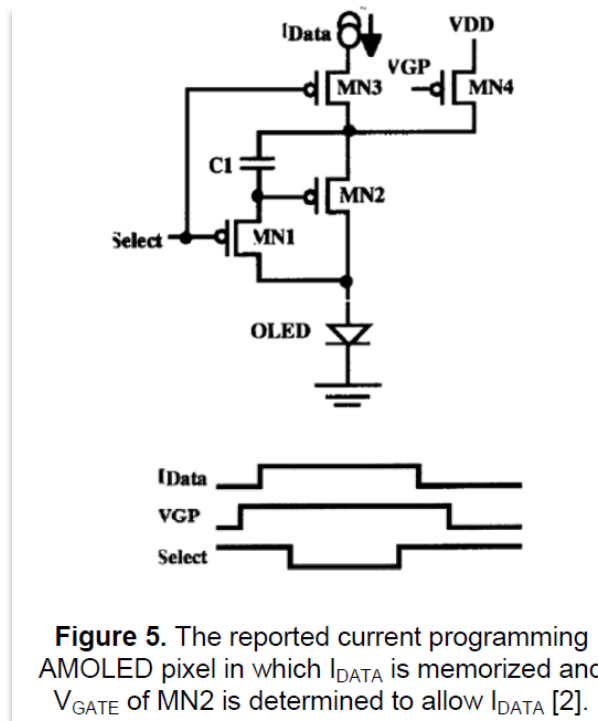 IData
VDD
VGP
MN3
MN4
C1
MN2
Select
MN1
OLED
IData
VGP
Select
Figure 5. The reported current programming
AMOLED pixel in which IDATA is memorized and
VGATE of MN2 is determined to allow IDATA [2].